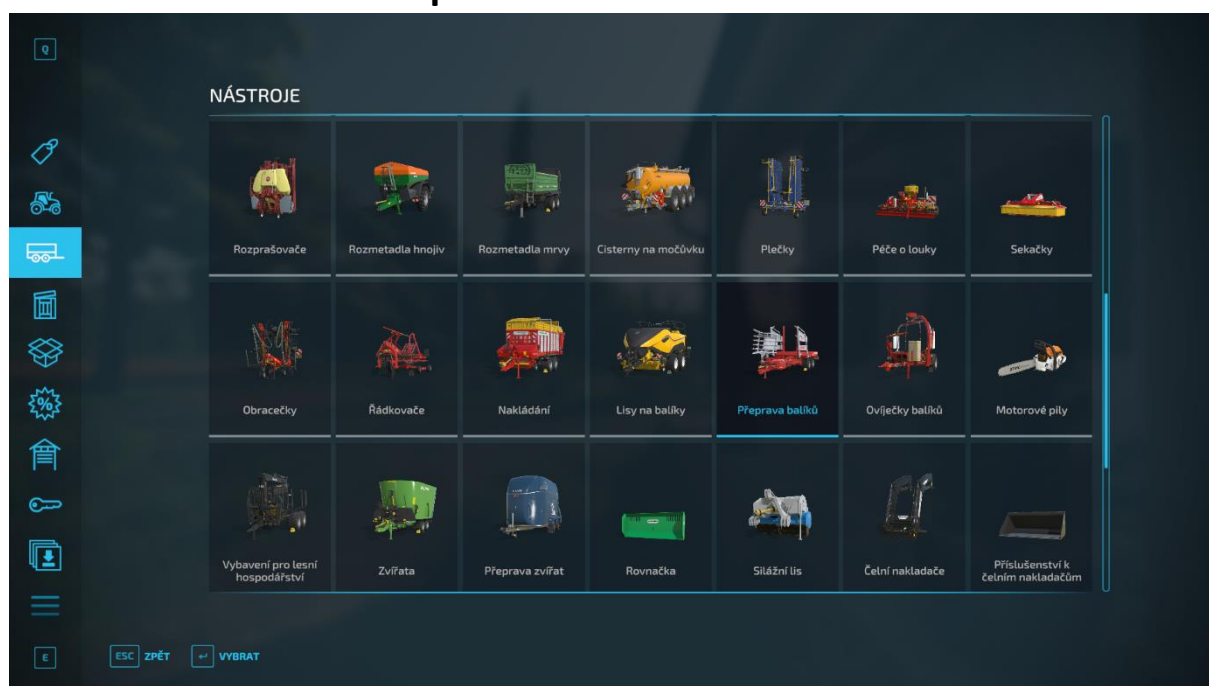 Q
NÁSTROJE
Rozprašovače
Rozmetadla hnojiv
Rozmetadla mrvy
Cisterny na močůvku
Plečky
Péče o louky
Sekačky
Obracečky
Řádkovače
Nakládání
Lisy na balíky
Přeprava balíků
Ovíječky balíků
Motorové pily
Vybavení pro lesní
hospodářství
Zvířata
Přeprava zvířat
Rovnačka
Silážní lis
Čelní nakladače
Příslušenství k
čelním nakladačům
E
ESC ZPĚT
VYBRAT